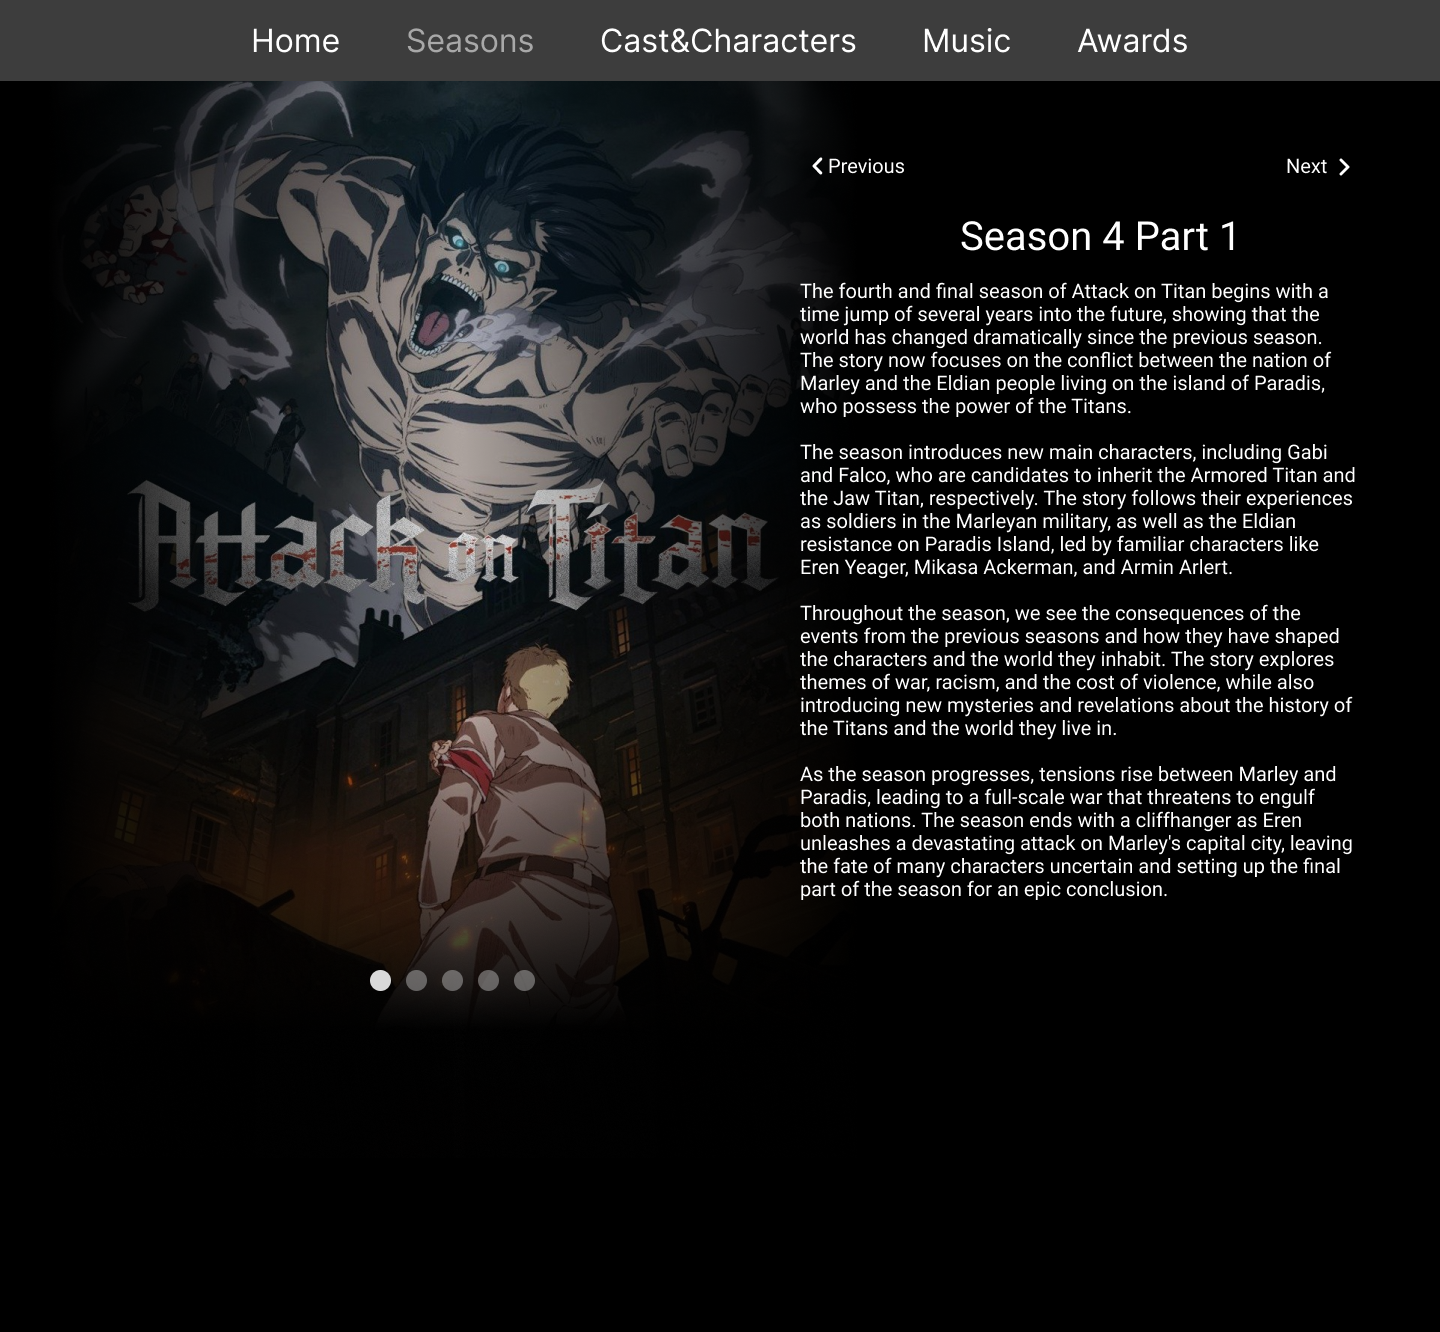 Home Seasons Cast&Characters Music Awards
Previous Next
Season 4 Part 1
The fourth and final season of Attack on Titan begins with a
time jump of several years into the future, showing that the
world has changed dramatically since the previous season.
The story now focuses on the conflict between the nation of
Marley and the Eldian people living on the island of Paradis,
who possess the power of the Titans.
The season introduces new main characters, including Gabi
and Falco, who are candidates to inherit the Armored Titan and
the Jaw Titan, respectively. The story follows their experiences
as soldiers in the Marleyan military, as well as the Eldian
resistance on Paradis Island, led by familiar characters like
Eren Yeager, Mikasa Ackerman, and Armin Arlert.
Throughout the season, we see the consequences of the
events from the previous seasons and how they have shaped
the characters and the world they inhabit. The story explores
themes of war, racism, and the cost of violence, while also
introducing new mysteries and revelations about the history of
the Titans and the world they live in.
As the season progresses, tensions rise between Marley and
Paradis, leading to a full-scale war that threatens to engulf
both nations. The season ends with a cliffhanger as Eren
unleashes a devastating attack on Marley's capital city, leaving
the fate of many characters uncertain and setting up the final
part of the season for an epic conclusion.
Attack on Titan